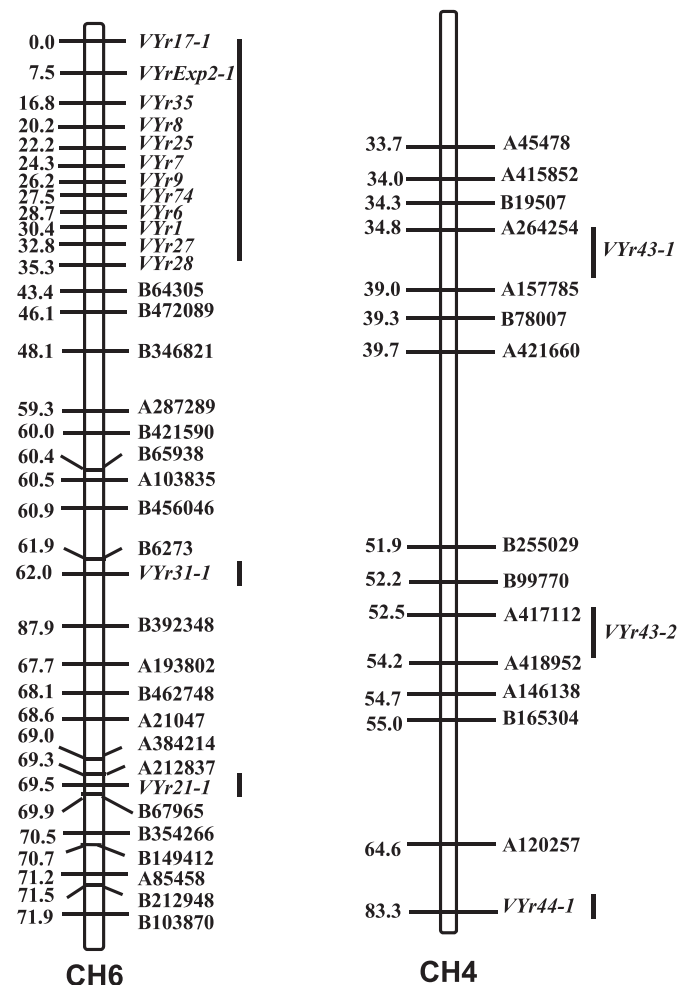 0.0 VYr17-1
7.5 VYrExp2-1
16.8 VYr35
20.2 VYr8
22.2 VYr25
24.3 VYr7
26.2 VYr9
27.5 VYr74
28.7 VYr6
30.4 VYr1
32.8 VYr27
35.3 VYr28
43.4 B64305
46.1 B472089
48.1 B346821
59.3 A287289
60.0 B421590
60.4 B65938
60.5 A103835
60.9 B456046
61.9 B6273
62.0 VYr31-1
87.9 B392348
67.7 A193802
68.1 B462748
68.6 A21047
69.0 A384214
69.3 A212837
69.5 VYr21-1
69.9 B67965
70.5 B354266
70.7 B149412
71.2 A85458
71.5 B212948
71.9 B103870
CH6
33.7 A45478
34.0 A415852
34.3 B19507
34.8 A264254
VYr43-1
39.0 A157785
39.3 B78007
39.7 A421660
51.9 B255029
52.2 B99770
52.5 A417112
VYr43-2
54.2 A418952
54.7 A146138
55.0 B165304
64.6 A120257
83.3 VYr44-1
CH4